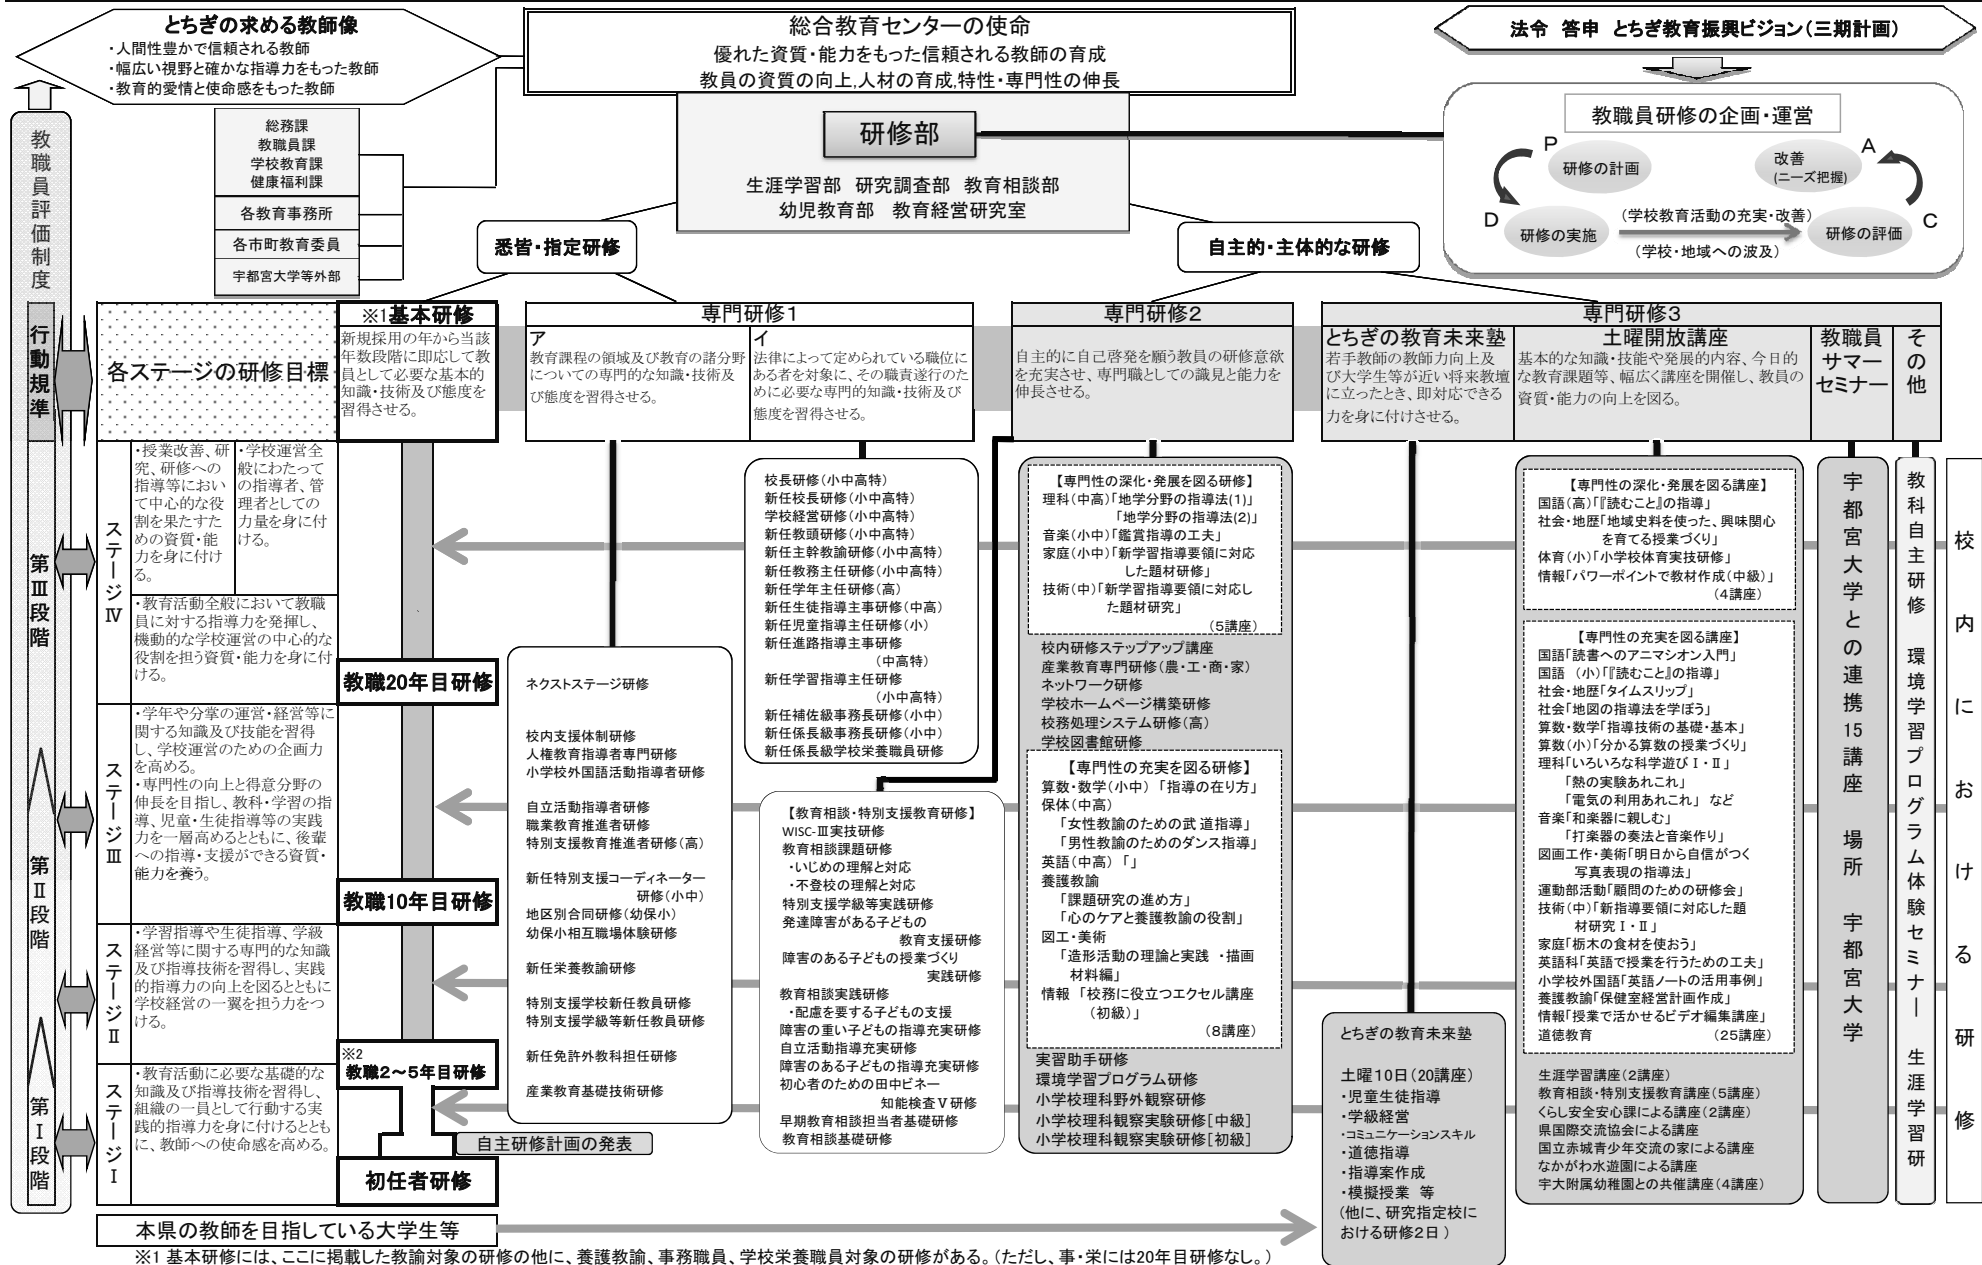 とちぎの求める教師像
・人間性豊かで信頼される教師
・幅広い視野と確かな指導力をもった教師
・教育的愛情と使命感をもった教師
総合教育センターの使命
優れた資質・能力をもった信頼される教師の育成
教員の資質の向上,人材の育成,特性・専門性の伸長
法令 答申 とちぎ教育振興ビジョン(三期計画)
総務課
教職員課
学校教育課
健康福利課
各教育事務所
各市町教育委員
宇都宮大学等外部
研修部
生涯学習部 研究調査部 教育相談部
幼児教育部 教育経営研究室
教職員研修の企画・運営
P
研修の計画
改善
(ニーズ把握)
A
D
研修の実施
(学校教育活動の充実・改善)
(学校・地域への波及)
研修の評価
C
悉皆・指定研修
自主的・主体的な研修
教職員評価制度
行動規準
各ステージの研修目標
※1基本研修
新規採用の年から当該
年数段階に即応して教
員として必要な基本的
知識・技術及び態度を
習得させる。
専門研修1
ア
教育課程の領域及び教育の諸分野
についての専門的な知識・技術及
び態度を習得させる。
イ
法律によって定められている職位に
ある者を対象に、その職責遂行のた
めに必要な専門的知識・技術及び
態度を習得させる。
専門研修2
自主的に自己啓発を願う教員の研修意欲
を充実させ、専門職としての識見と能力を
伸長させる。
専門研修3
とちぎの教育未来塾
若手教師の教師力向上及
び大学生等が近い将来教壇
に立ったとき、即対応できる
力を身に付けさせる。
土曜開放講座
基本的な知識・技能や発展的内容、今日的
な教育課題等、幅広く講座を開催し、教員の
資質・能力の向上を図る。
教職員
サマー
セミナー
その他
第Ⅲ段階
第Ⅱ段階
第Ⅰ段階
ステージⅣ
・授業改善、研
究、研修への
指導等におい
て中心的な役
割を果たすた
めの資質・能
力を身に付け
る。
・学校運営全
般にわたって
の指導者、管
理者としての
力量を身に付
ける。
・教育活動全般において教職
員に対する指導力を発揮し、
機動的な学校運営の中心的な
役割を担う資質・能力を身に付
ける。
ステージⅢ
・学年や分掌の運営・経営等に
関する知識及び技能を習得
し、学校運営のための企画力
を高める。
・専門性の向上と得意分野の
伸長を目指し、教科・学習の指
導、児童・生徒指導等の実践
力を一層高めるとともに、後輩
への指導・支援ができる資質・
能力を養う。
ステージⅡ
・学習指導や生徒指導、学級
経営等に関する専門的な知識
及び指導技術を習得し、実践
的指導力の向上を図るとともに
学校経営の一翼を担う力をつ
ける。
ステージⅠ
・教育活動に必要な基礎的な
知識及び指導技術を習得し、
組織の一員として行動する実
践的指導力を身に付けるととも
に、教師への使命感を高める。
教職20年目研修
教職10年目研修
※2
教職2〜5年目研修
自主研修計画の発表
初任者研修
ネクストステージ研修
校内支援体制研修
人権教育指導者専門研修
小学校外国語活動指導者研修
自立活動指導者研修
職業教育推進者研修
特別支援教育推進者研修(高)
新任特別支援コーディネーター
研修(小中)
地区別合同研修(幼保小)
幼保小相互職場体験研修
新任栄養教諭研修
特別支援学校新任教員研修
特別支援学級等新任教員研修
新任免許外教科担任研修
産業教育基礎技術研修
校長研修(小中高特)
新任校長研修(小中高特)
学校経営研修(小中高特)
新任教頭研修(小中高特)
新任主幹教諭研修(小中高特)
新任教務主任研修(小中高特)
新任学年主任研修(高)
新任生徒指導主事研修(中高)
新任児童指導主任研修(小)
新任進路指導主事研修
(中高特)
新任学習指導主任研修
(小中高特)
新任補佐級事務長研修(小中)
新任係長級事務長研修(小中)
新任係長級学校栄養職員研修
【教育相談・特別支援教育研修】
WISC-Ⅲ実技研修
教育相談課題研修
・いじめの理解と対応
・不登校の理解と対応
特別支援学級等実践研修
発達障害がある子どもの
教育支援研修
障害のある子どもの授業づくり
実践研修
教育相談実践研修
・配慮を要する子どもの支援
障害の重い子どもの指導充実研修
自立活動指導充実研修
障害のある子どもの指導充実研修
初心者のための田中ビネー
知能検査Ⅴ研修
早期教育相談担当者基礎研修
教育相談基礎研修
【専門性の深化・発展を図る研修】
理科(中高)「地学分野の指導法(1)」
「地学分野の指導法(2)」
音楽(小中)「鑑賞指導の工夫」
家庭(小中)「新学習指導要領に対応
した題材研修」
技術(中)「新学習指導要領に対応し
た題材研究」
(5講座)
校内研修ステップアップ講座
産業教育専門研修(農・工・商・家)
ネットワーク研修
学校ホームページ構築研修
校務処理システム研修(高)
学校図書館研修
【専門性の充実を図る研修】
算数・数学(小中)「指導の在り方」
保体(中高)
「女性教諭のための武道指導」
「男性教諭のためのダンス指導」
英語(中高)「」
養護教諭
「課題研究の進め方」
「心のケアと養護教諭の役割」
図工・美術
「造形活動の理論と実践 ・描画
材料編」
情報 「校務に役立つエクセル講座
(初級)」
(8講座)
実習助手研修
環境学習プログラム研修
小学校理科野外観察研修
小学校理科観察実験研修[中級]
小学校理科観察実験研修[初級]
とちぎの教育未来塾
土曜10日(20講座)
・児童生徒指導
・学級経営
・コミュニケーションスキル
・道徳指導
・指導案作成
・模擬授業 等
(他に、研究指定校に
おける研修2日)
【専門性の深化・発展を図る講座】
国語(高)「『読むこと』の指導」
社会・地歴「地域史料を使った、興味関心
を育てる授業づくり」
体育(小)「小学校体育実技研修」
情報「パワーポイントで教材作成(中級)」
(4講座)
【専門性の充実を図る講座】
国語「読書へのアニマシオン入門」
国語 (小)「『読むこと』の指導」
社会・地歴「タイムスリップ」
社会「地図の指導法を学ぼう」
算数・数学「指導技術の基礎・基本」
算数(小)「分かる算数の授業づくり」
理科「いろいろな科学遊びⅠ・Ⅱ」
「熱の実験あれこれ」
「電気の利用あれこれ」 など
音楽「和楽器に親しむ」
「打楽器の奏法と音楽作り」
図画工作・美術「明日から自信がつく
写真表現の指導法」
運動部活動「顧問のための研修会」
技術(中)「新指導要領に対応した題
材研究Ⅰ・Ⅱ」
家庭「栃木の食材を使おう」
英語科「英語で授業を行うための工夫」
小学校外国語「英語ノートの活用事例」
養護教諭「保健室経営計画作成」
情報「授業で活かせるビデオ編集講座」
道徳教育 (25講座)
生涯学習講座(2講座)
教育相談・特別支援教育講座(5講座)
くらし安全安心課による講座(2講座)
県国際交流協会による講座
国立赤城青少年交流の家による講座
なかがわ水遊園による講座
宇大附属幼稚園との共催講座(4講座)
宇都宮大学との連携15講座 場所 宇都宮大学
教科自主研修 環境学習プログラム体験セミナー 生涯学習研
校内における研修
本県の教師を目指している大学生等
※1 基本研修には、ここに掲載した教諭対象の研修の他に、養護教諭、事務職員、学校栄養職員対象の研修がある。(ただし、事・栄には20年目研修なし。)